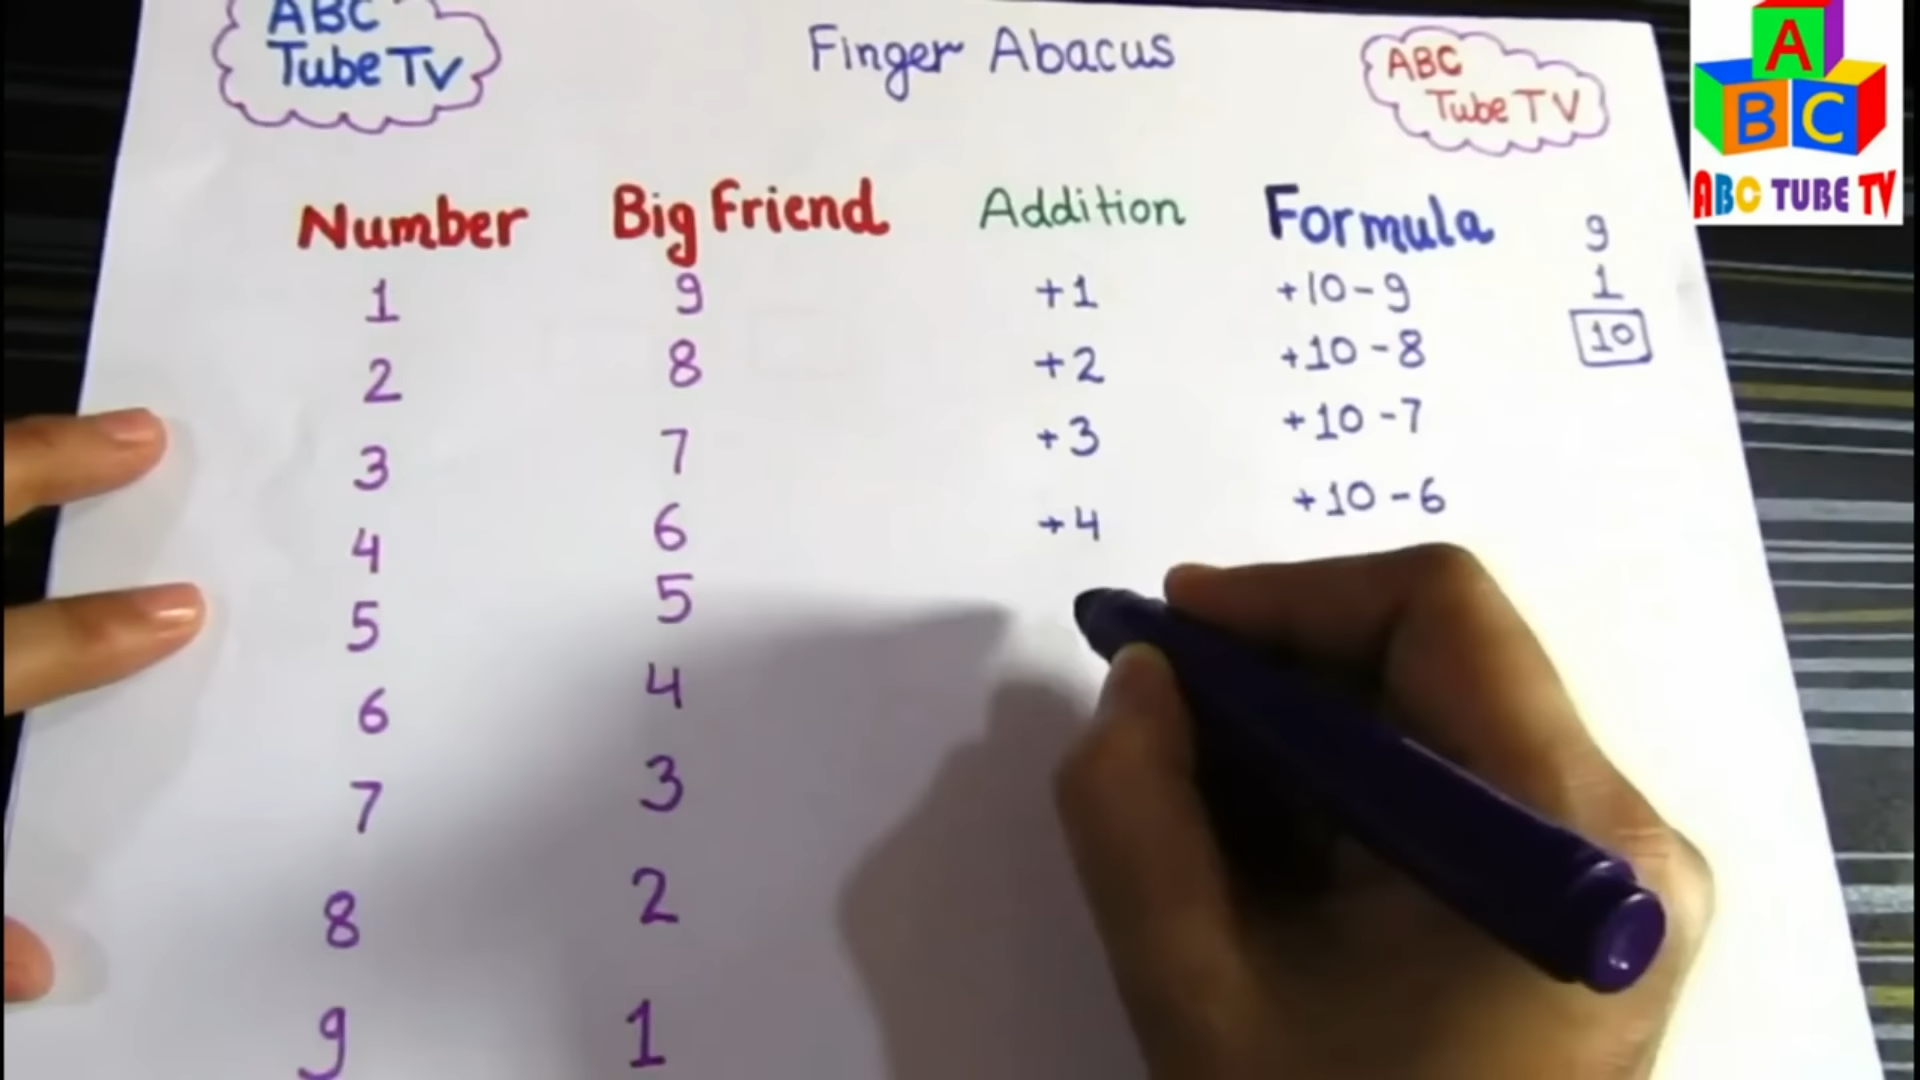 ABC
Tube TV
Finger Abacus
ABC
Tube TV
A
B C
ABC TUBE TV
Number Big Friend Addition Formula
1 9 +1 +10-9
2 8 +2 +10-8
3 7 +3 +10-7
4 6 +4 +10-6
5 5
6 4
7 3
8 2
9 1
9
1
10